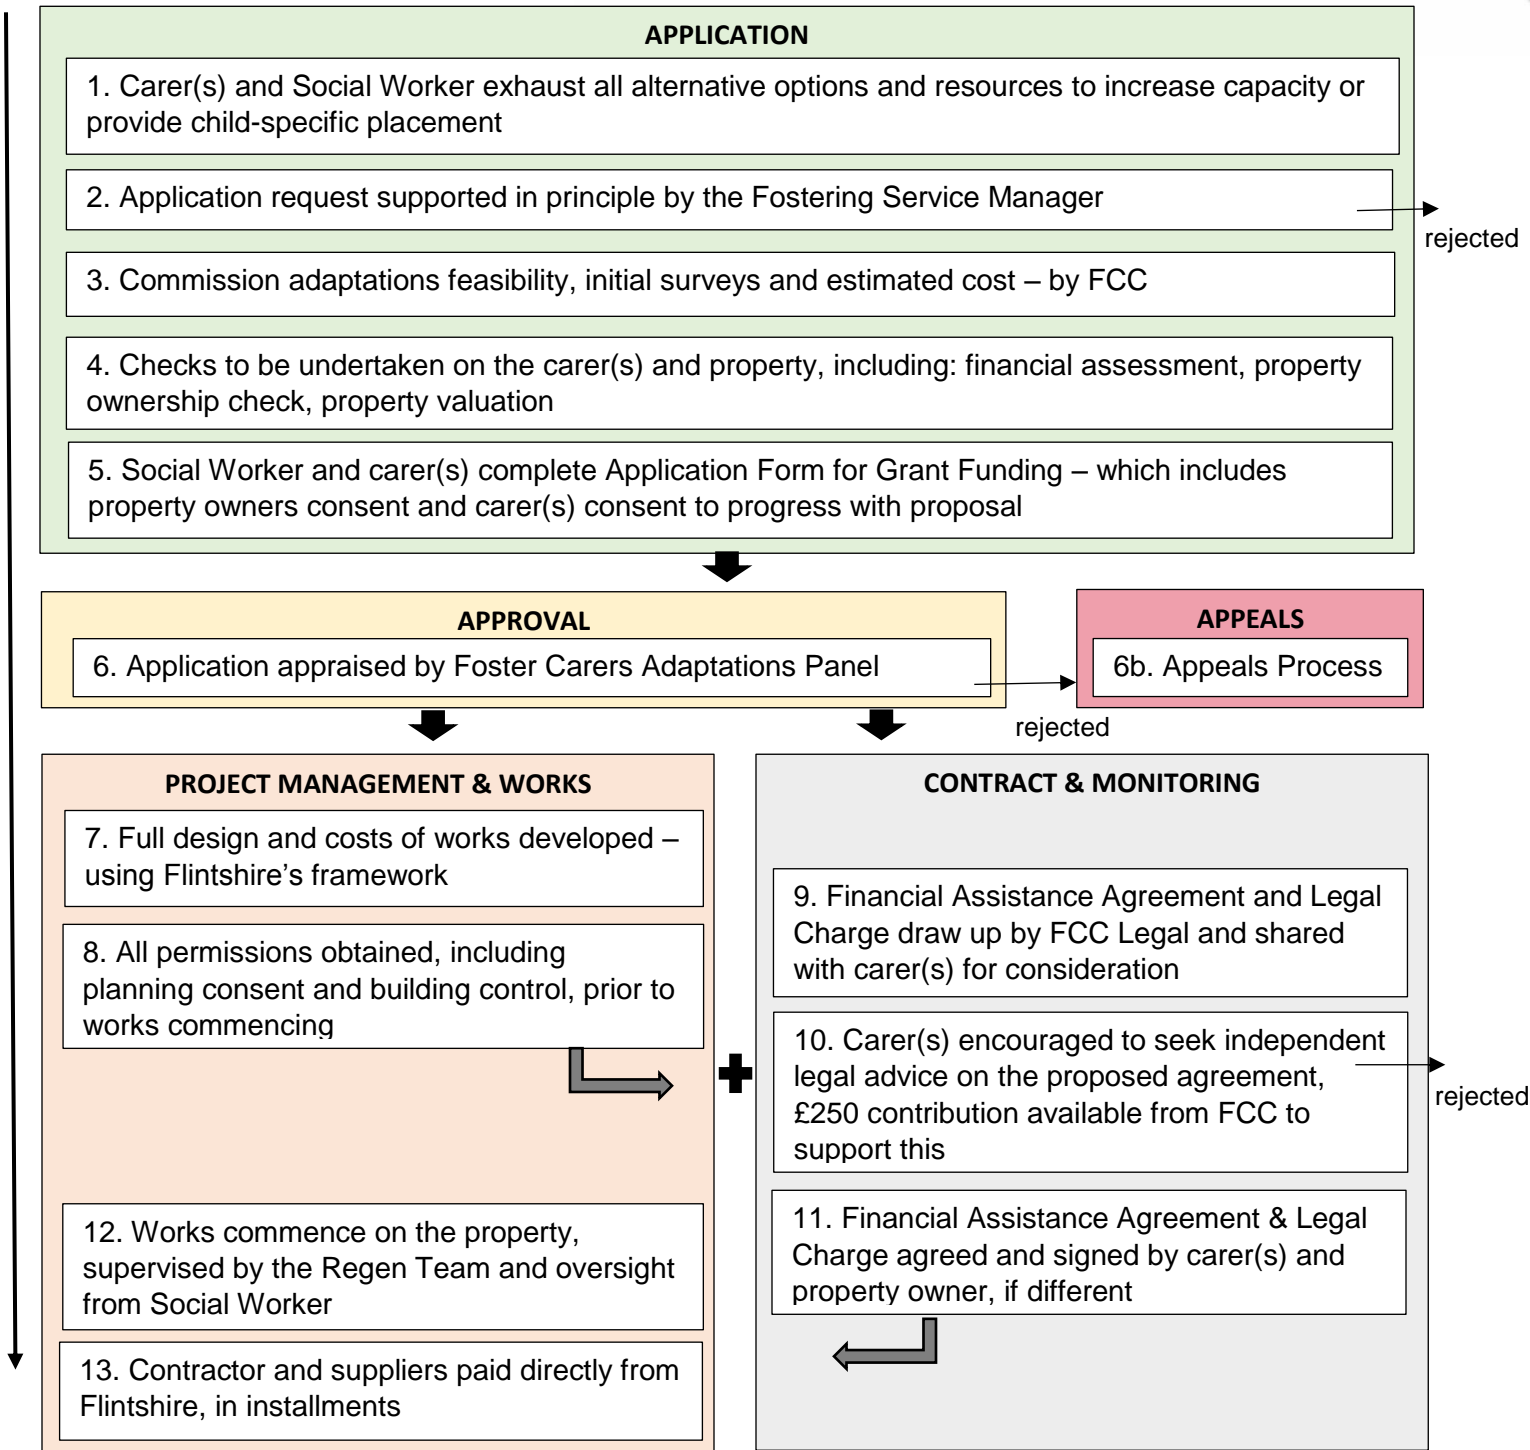 APPLICATION
1. Carer(s) and Social Worker exhaust all alternative options and resources to increase capacity or
provide child-specific placement
2. Application request supported in principle by the Fostering Service Manager
rejected
3. Commission adaptations feasibility, initial surveys and estimated cost – by FCC
4. Checks to be undertaken on the carer(s) and property, including: financial assessment, property
ownership check, property valuation
5. Social Worker and carer(s) complete Application Form for Grant Funding – which includes
property owners consent and carer(s) consent to progress with proposal
APPROVAL
6. Application appraised by Foster Carers Adaptations Panel
rejected
APPEALS
6b. Appeals Process
PROJECT MANAGEMENT & WORKS
7. Full design and costs of works developed –
using Flintshire’s framework
8. All permissions obtained, including
planning consent and building control, prior to
works commencing
CONTRACT & MONITORING
9. Financial Assistance Agreement and Legal
Charge draw up by FCC Legal and shared
with carer(s) for consideration
10. Carer(s) encouraged to seek independent
legal advice on the proposed agreement,
£250 contribution available from FCC to
support this
rejected
11. Financial Assistance Agreement & Legal
Charge agreed and signed by carer(s) and
property owner, if different
12. Works commence on the property,
supervised by the Regen Team and oversight
from Social Worker
13. Contractor and suppliers paid directly from
Flintshire, in installments